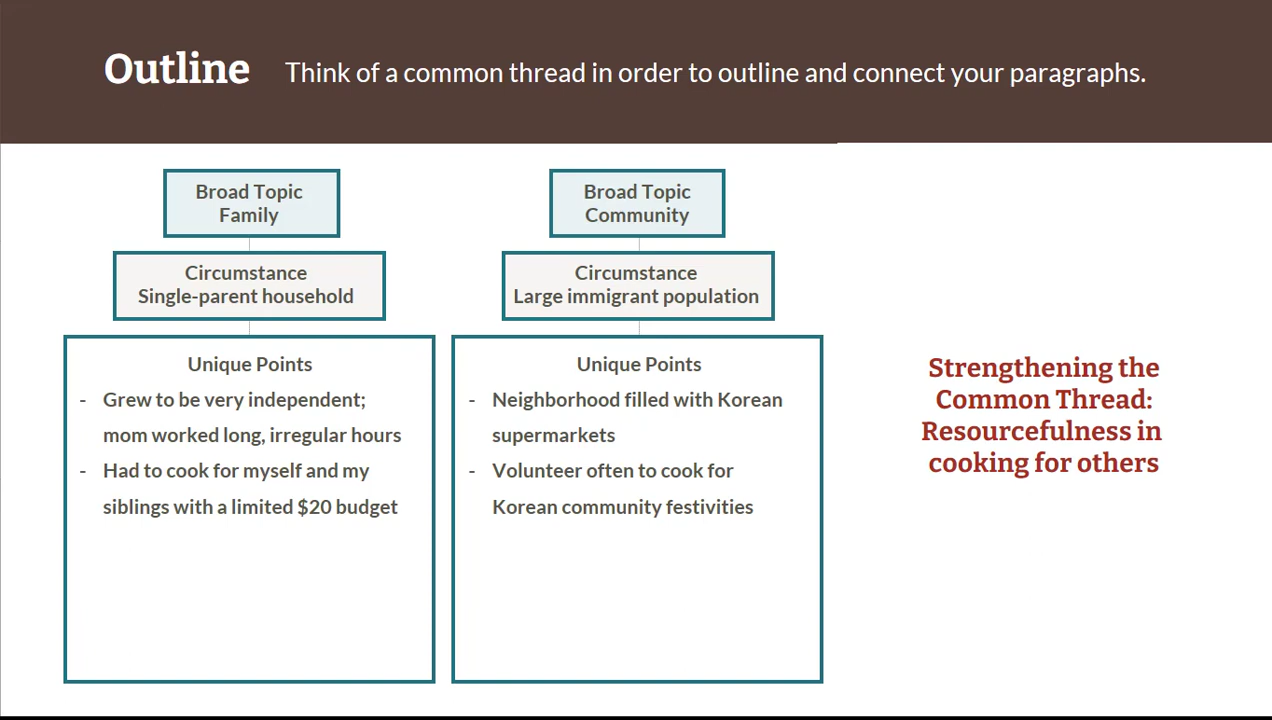 Outline Think of a common thread in order to outline and connect your paragraphs.
Broad Topic
Family
Circumstance
Single-parent household
Unique Points
- Grew to be very independent;
mom worked long, irregular hours
- Had to cook for myself and my
siblings with a limited $20 budget
Broad Topic
Community
Circumstance
Large immigrant population
Unique Points
- Neighborhood filled with Korean
supermarkets
- Volunteer often to cook for
Korean community festivities
Strengthening the
Common Thread:
Resourcefulness in
cooking for others